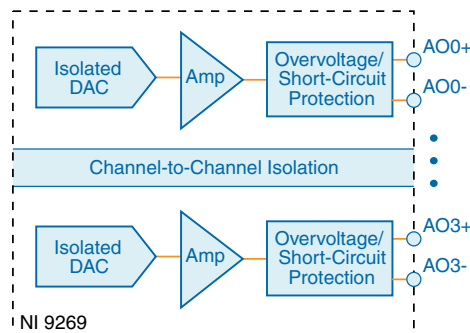 Isolated
DAC
Amp
Overvoltage/
Short-Circuit
Protection
AO0+
AO0-
Channel-to-Channel Isolation
Isolated
DAC
Amp
Overvoltage/
Short-Circuit
Protection
AO3+
AO3-
NI 9269